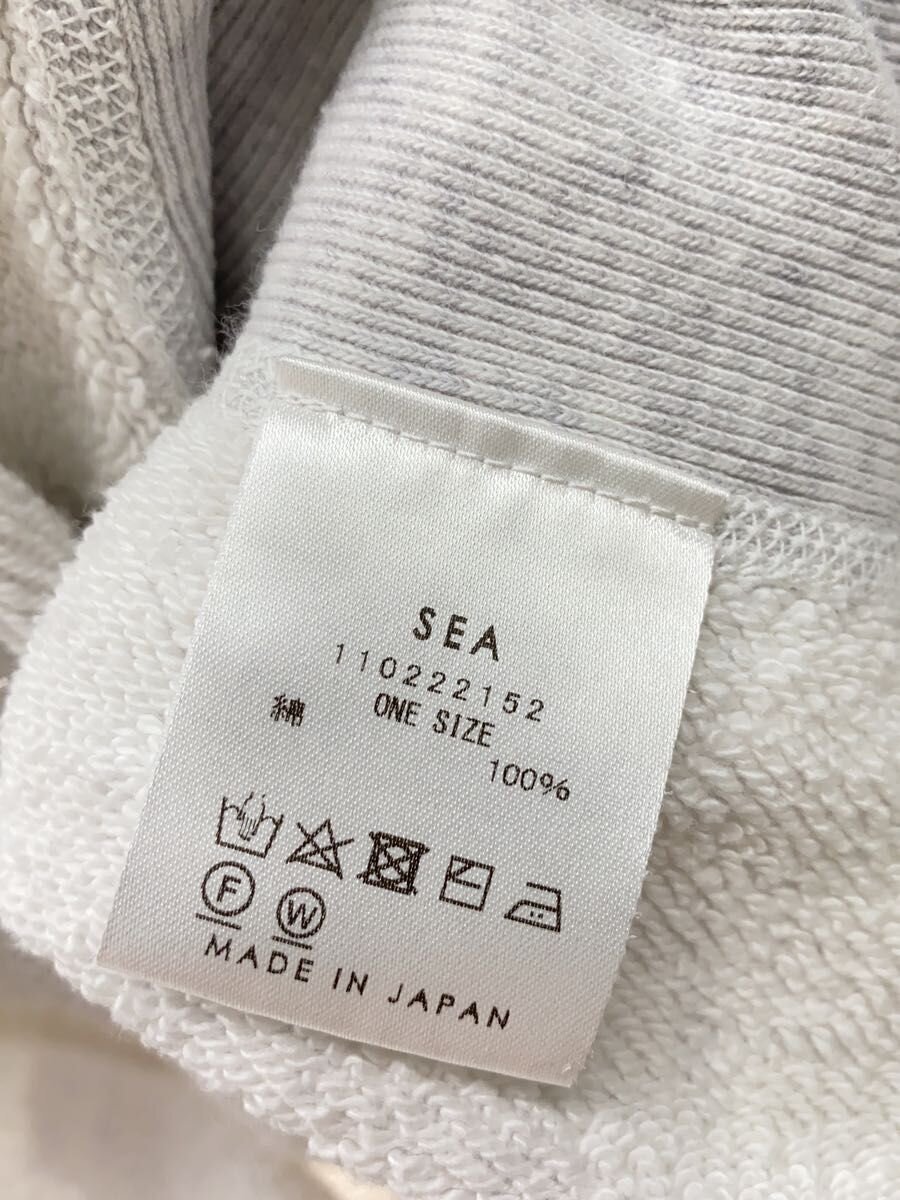 SEA
110222152
ONE SIZE
綿 100%
F W
MADE IN JAPAN